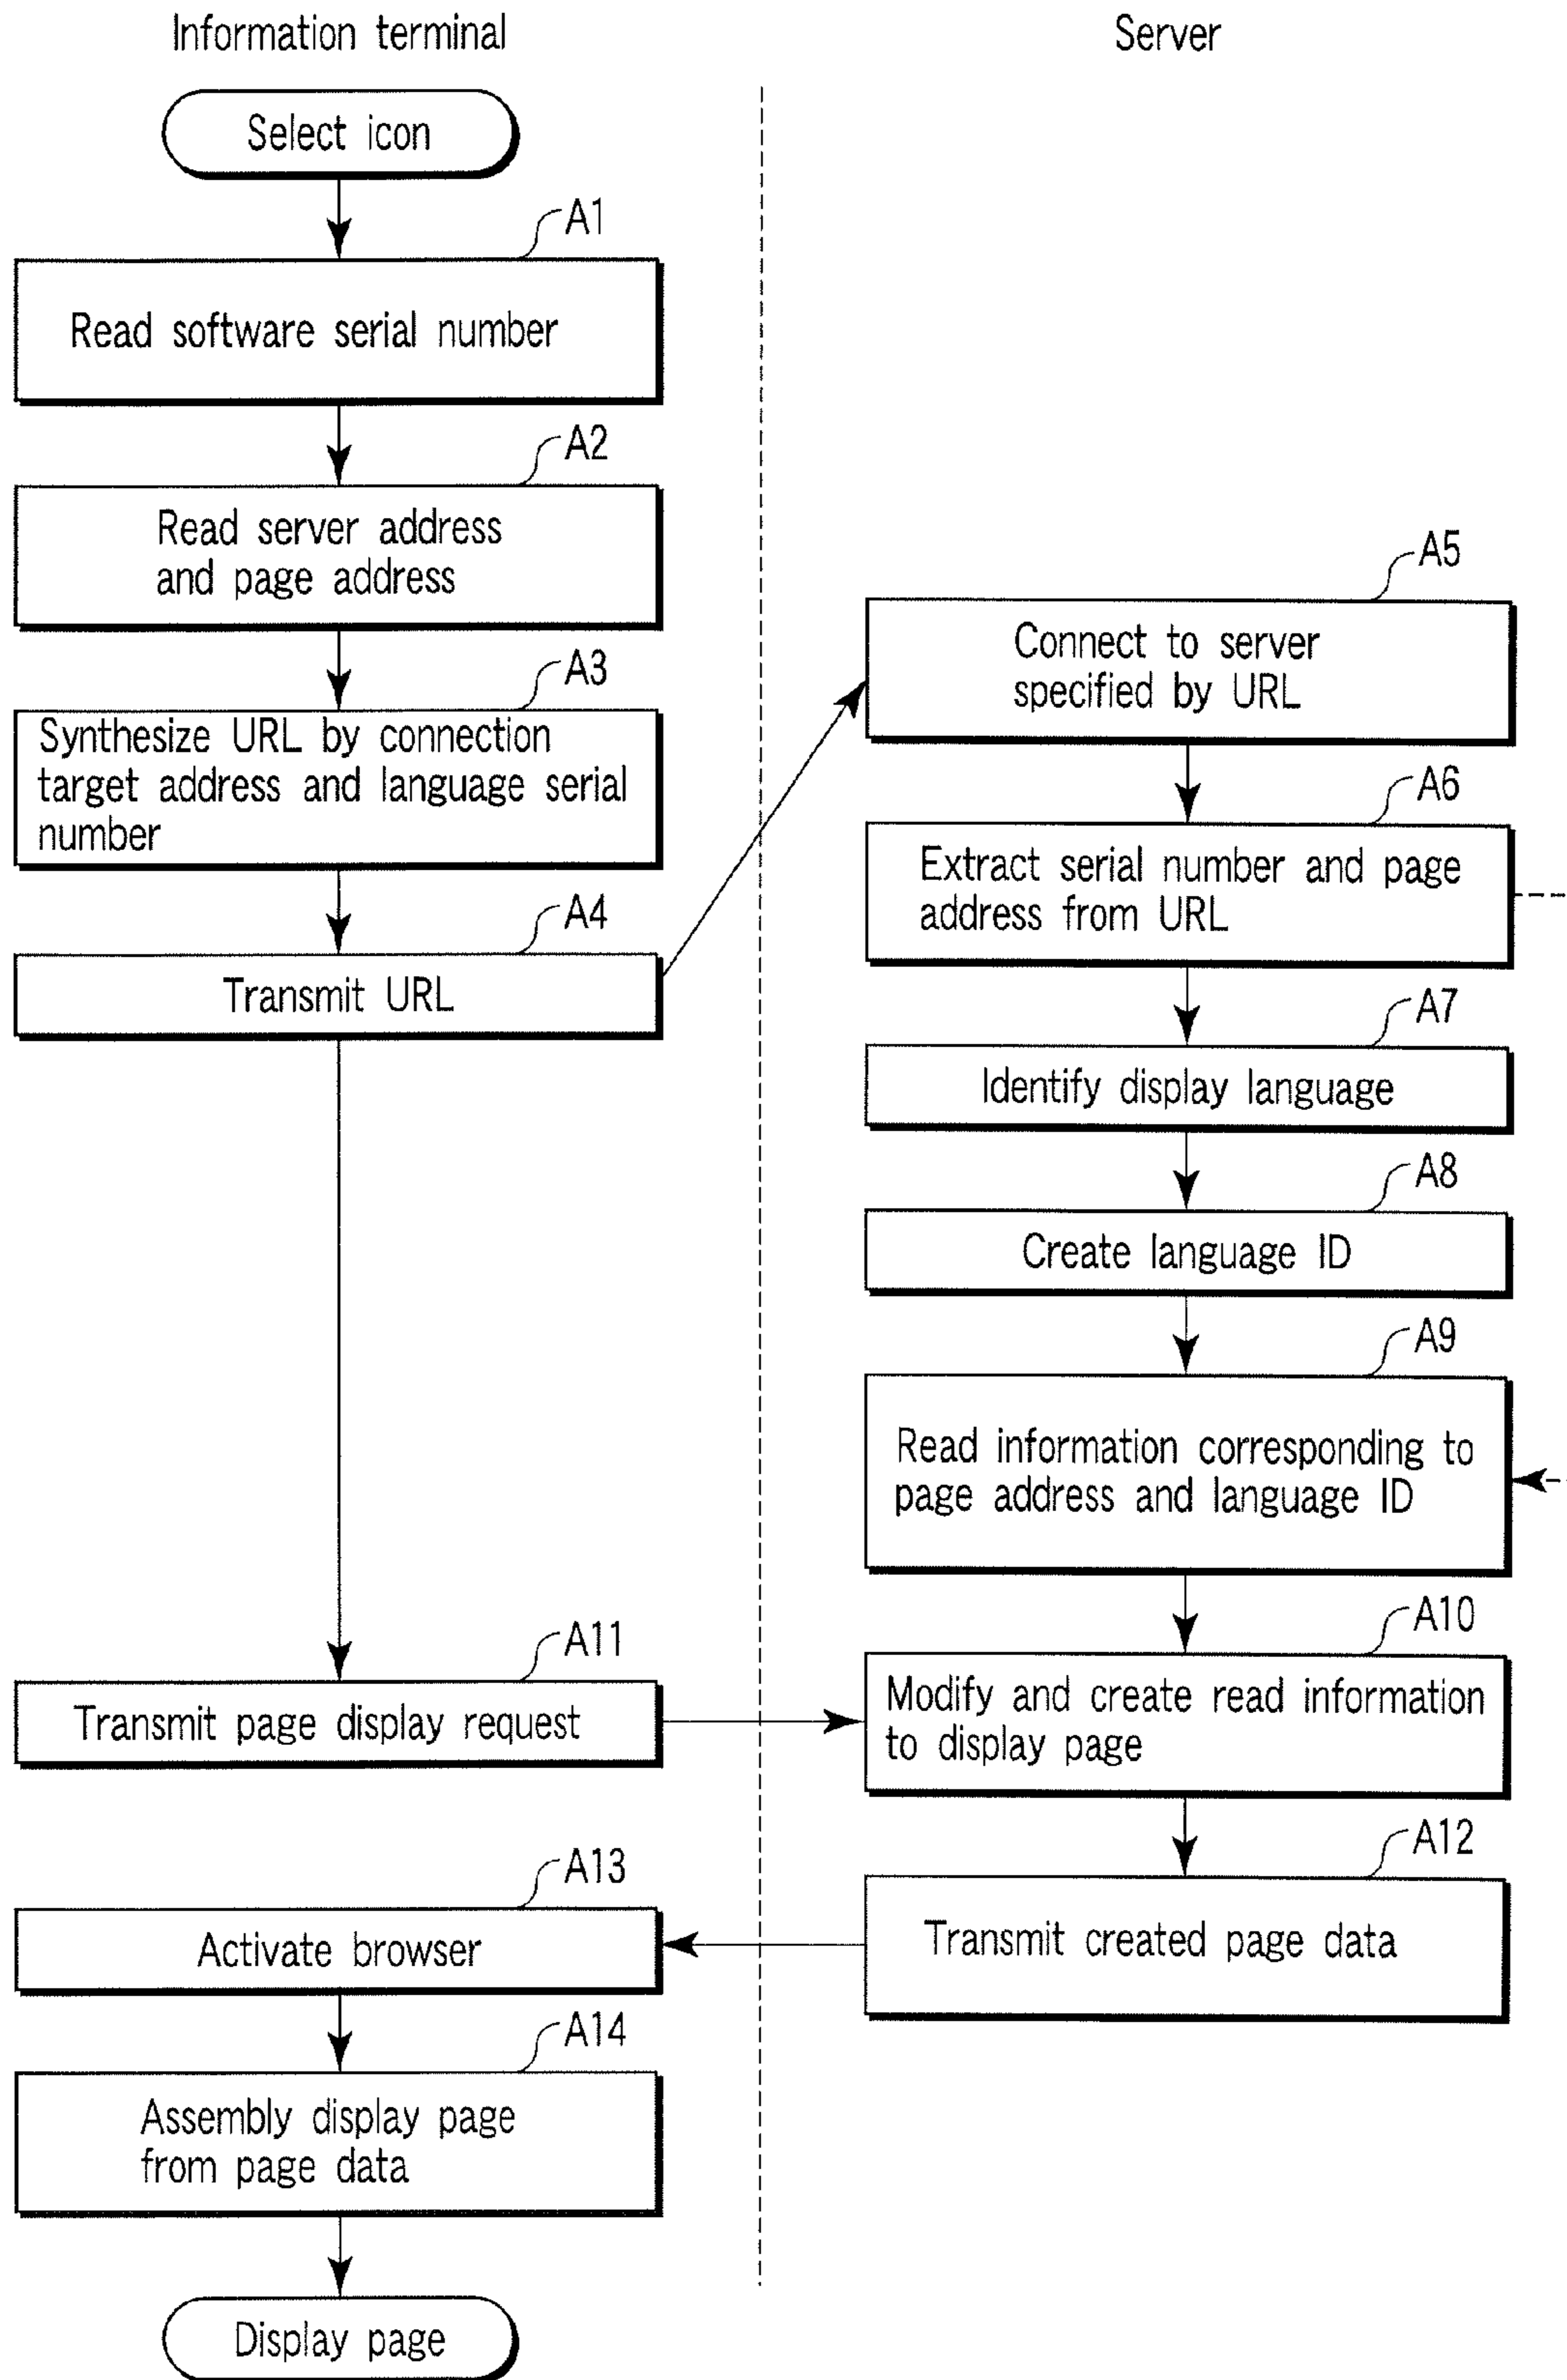 Information terminal
Server
Select icon
A1
Read software serial number
A2
Read server address
and page address
A3
Synthesize URL by connection
target address and language serial
number
A4
Transmit URL
A5
Connect to server
specified by URL
A6
Extract serial number and page
address from URL
A7
Identify display language
A8
Create language ID
A9
Read information corresponding to
page address and language ID
A11
Transmit page display request
A10
Modify and create read information
to display page
A12
Transmit created page data
A13
Activate browser
A14
Assembly display page
from page data
Display page